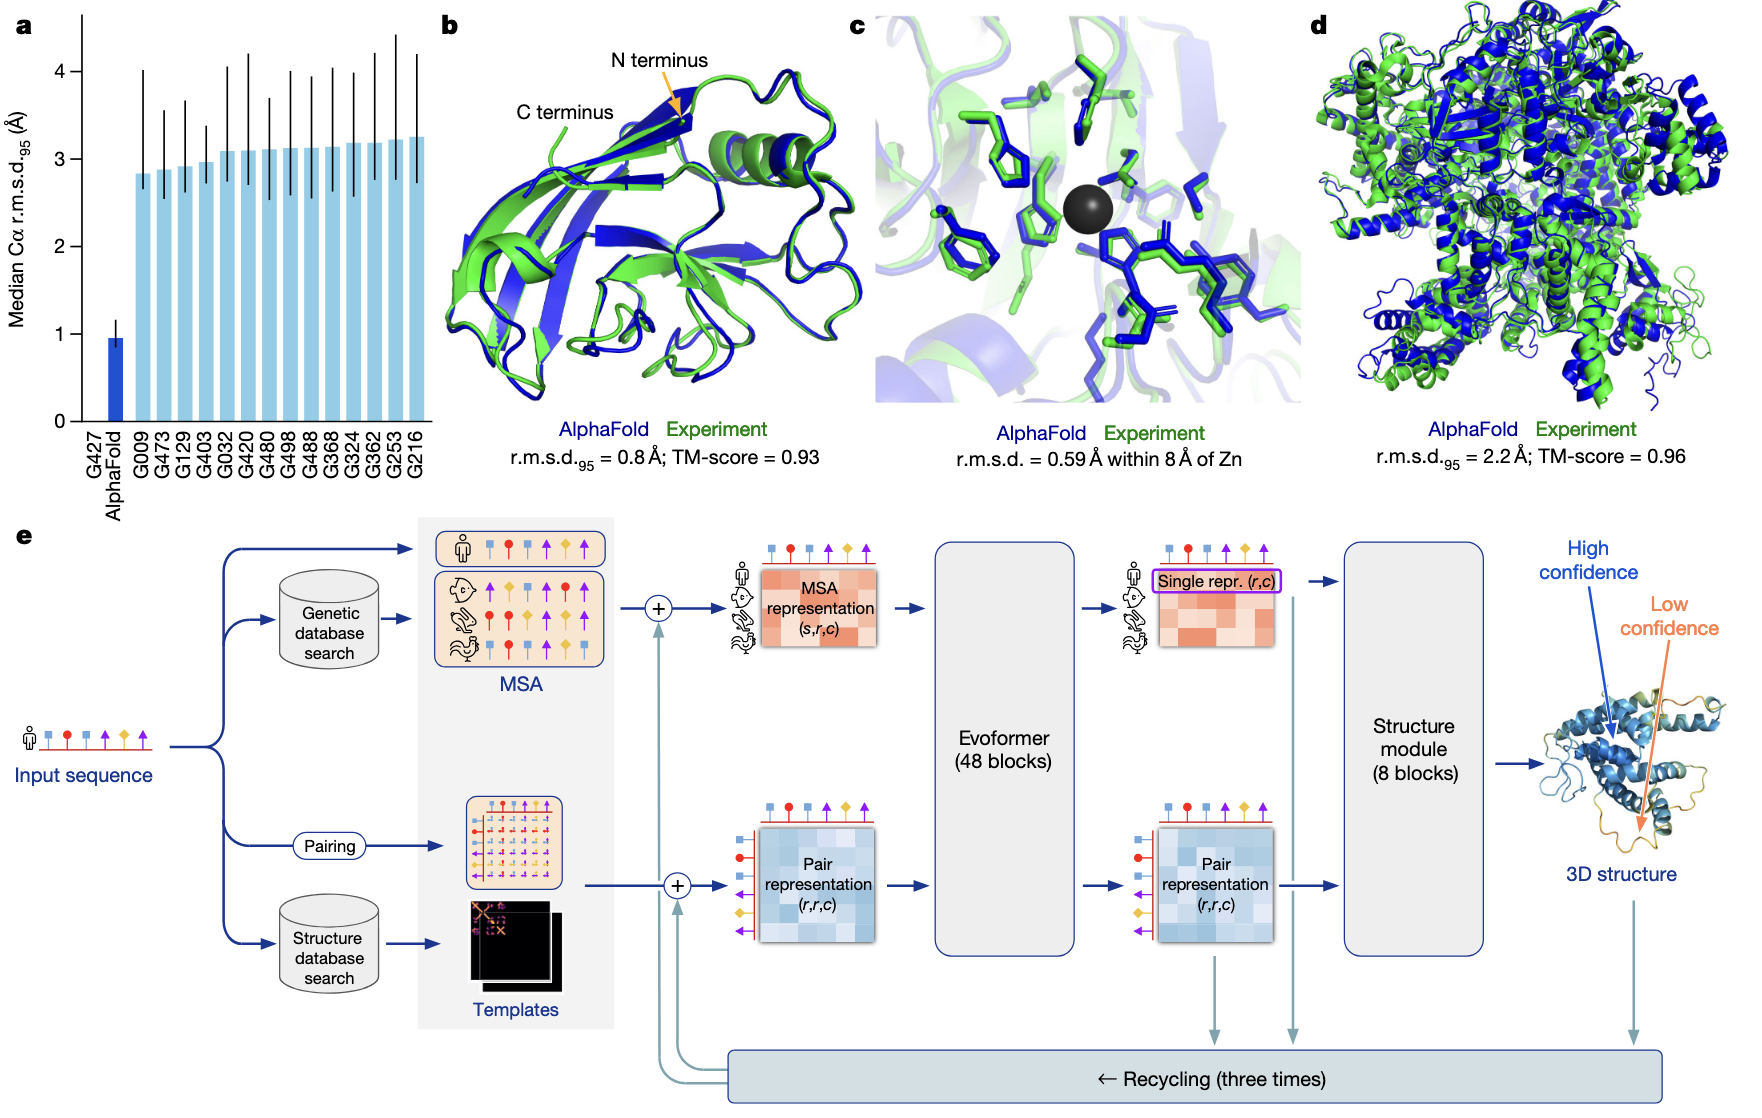 a
Median Cα r.m.s.d.95 (Å)
4
3
2
1
0
G427
AlphaFold
G009
G473
G129
G403
G032
G420
G480
G498
G488
G368
G324
G362
G253
G216
b
N terminus
C terminus
AlphaFold Experiment
r.m.s.d.95 = 0.8 Å; TM-score = 0.93
c
AlphaFold Experiment
r.m.s.d. = 0.59 Å within 8 Å of Zn
d
AlphaFold Experiment
r.m.s.d.95 = 2.2 Å; TM-score = 0.96
e
Input sequence
Genetic
database
search
Pairing
Structure
database
search
MSA
Templates
+
+
MSA
representation
(s,r,c)
Pair
representation
(r,r,c)
Evoformer
(48 blocks)
Single repr. (r,c)
Pair
representation
(r,r,c)
Structure
module
(8 blocks)
High
confidence
Low
confidence
3D structure
← Recycling (three times)